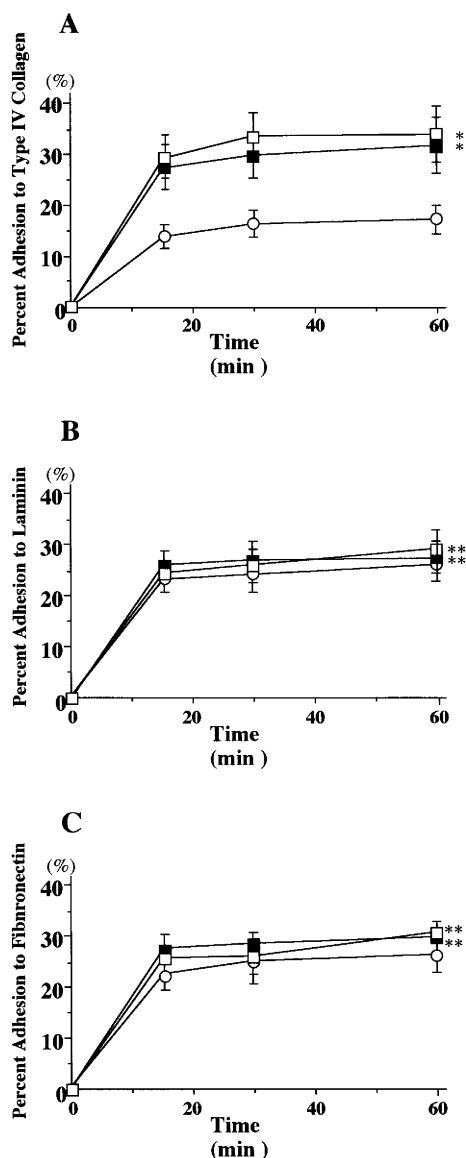 A
(%)
Percent Adhesion to Type IV Collagen
40
30
20
10
0
*
*
0 20 40 60
Time
(min )
B
(%)
Percent Adhesion to Laminin
40
30
20
10
0
**
**
0 20 40 60
Time
(min )
C
(%)
Percent Adhesion to Fibnronectin
40
30
20
10
0
**
**
0 20 40 60
Time
(min )